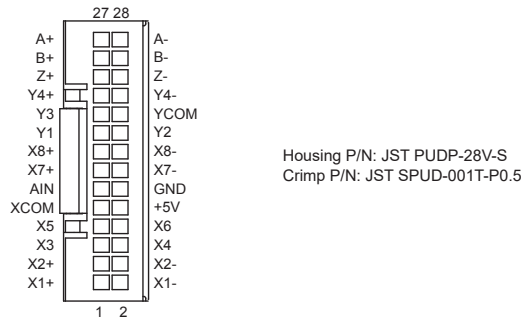 27 28
A+ A-
B+ B-
Z+ Z-
Y4+ Y4-
Y3 YCOM
Y1 Y2
X8+ X8-
X7+ X7-
AIN GND
XCOM +5V
X5 X6
X3 X4
X2+ X2-
X1+ X1-
1 2
Housing P/N: JST PUDP-28V-S
Crimp P/N: JST SPUD-001T-P0.5